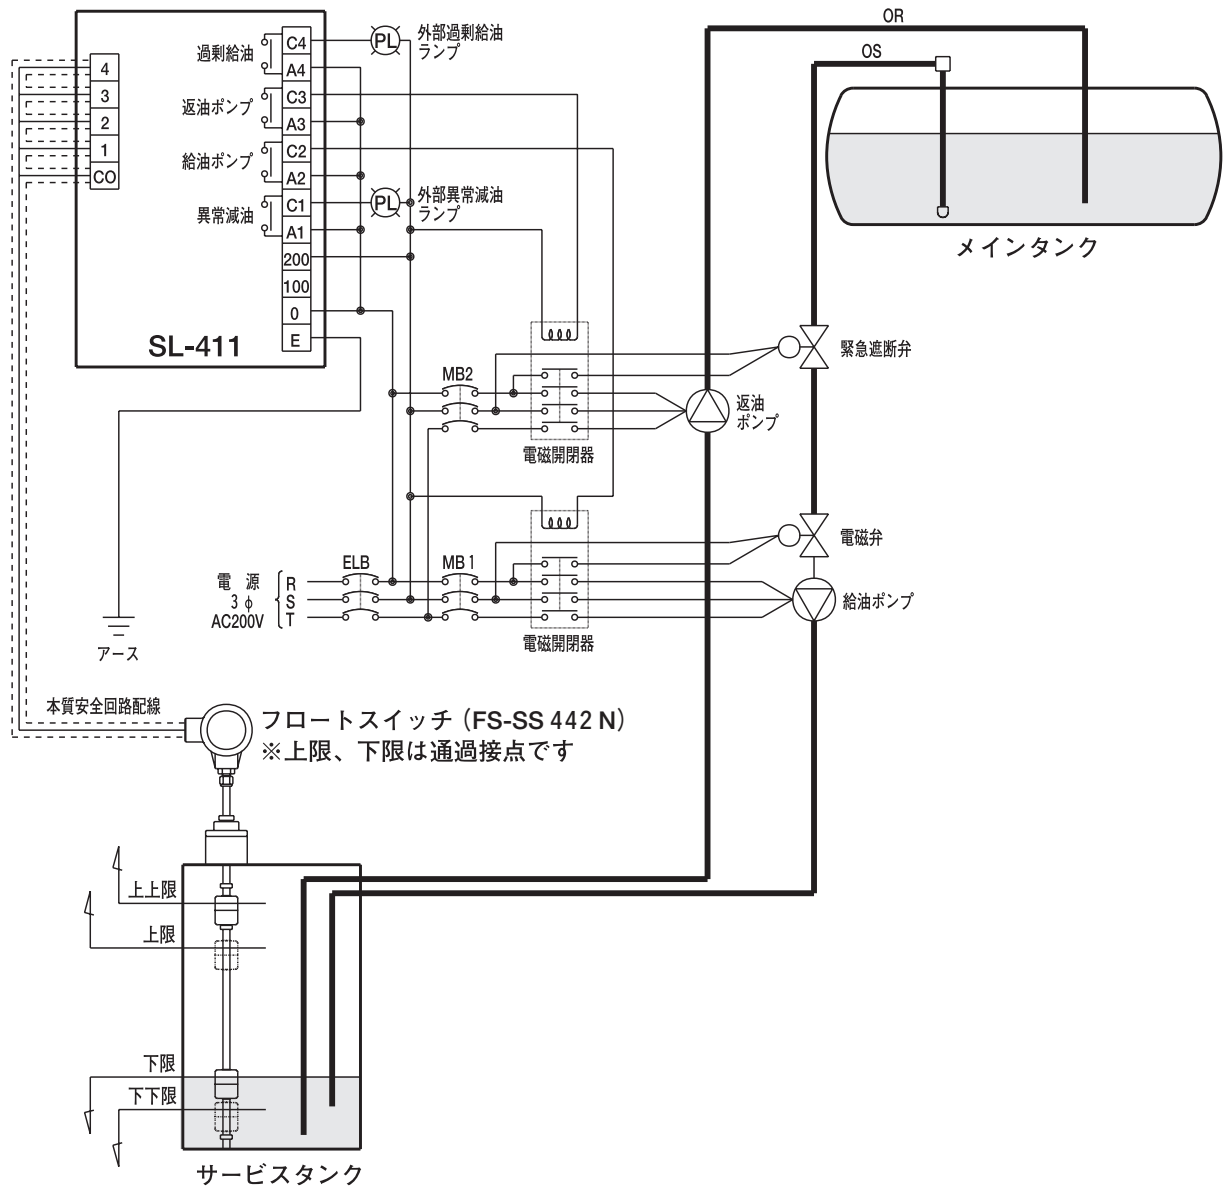 過剰給油
返油ポンプ
給油ポンプ
異常減油
4
3
2
1
CO
C4
A4
C3
A3
C2
A2
C1
A1
200
100
0
E
SL-411
PL
外部過剰給油
ランプ
PL
外部異常減油
ランプ
OR
OS
メインタンク
緊急遮断弁
返油
ポンプ
MB2
電磁開閉器
電磁弁
給油ポンプ
電 源
3 φ
AC200V
R
S
T
ELB
MB1
電磁開閉器
アース
本質安全回路配線
フロートスイッチ（FS-SS 442 N）
※上限、下限は通過接点です
上上限
上限
下限
下下限
サービスタンク